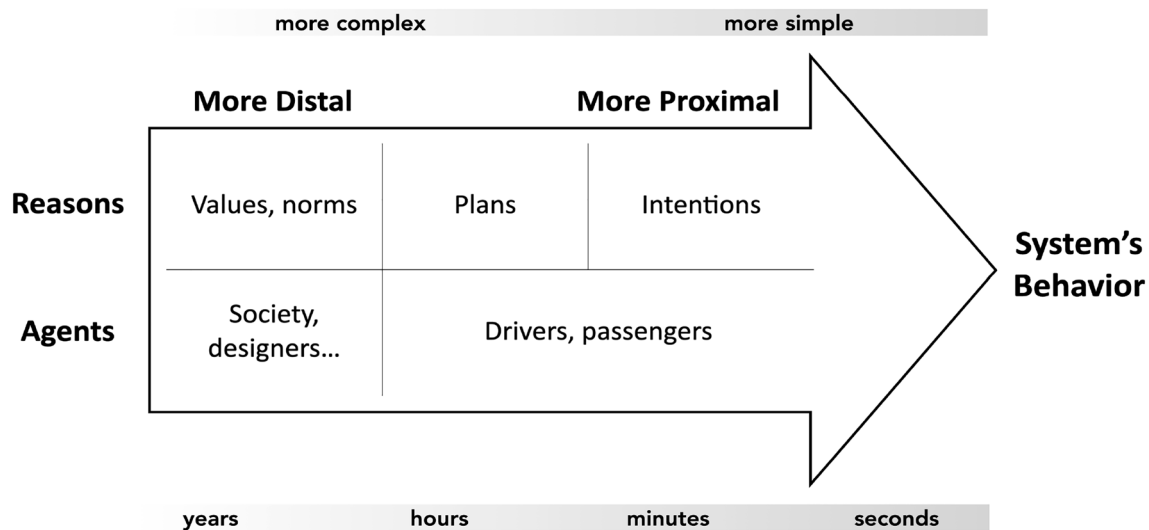 more complex more simple
More Distal More Proximal
Reasons Values, norms Plans Intentions
System's
Behavior
Agents Society,
designers... Drivers, passengers
years hours minutes seconds